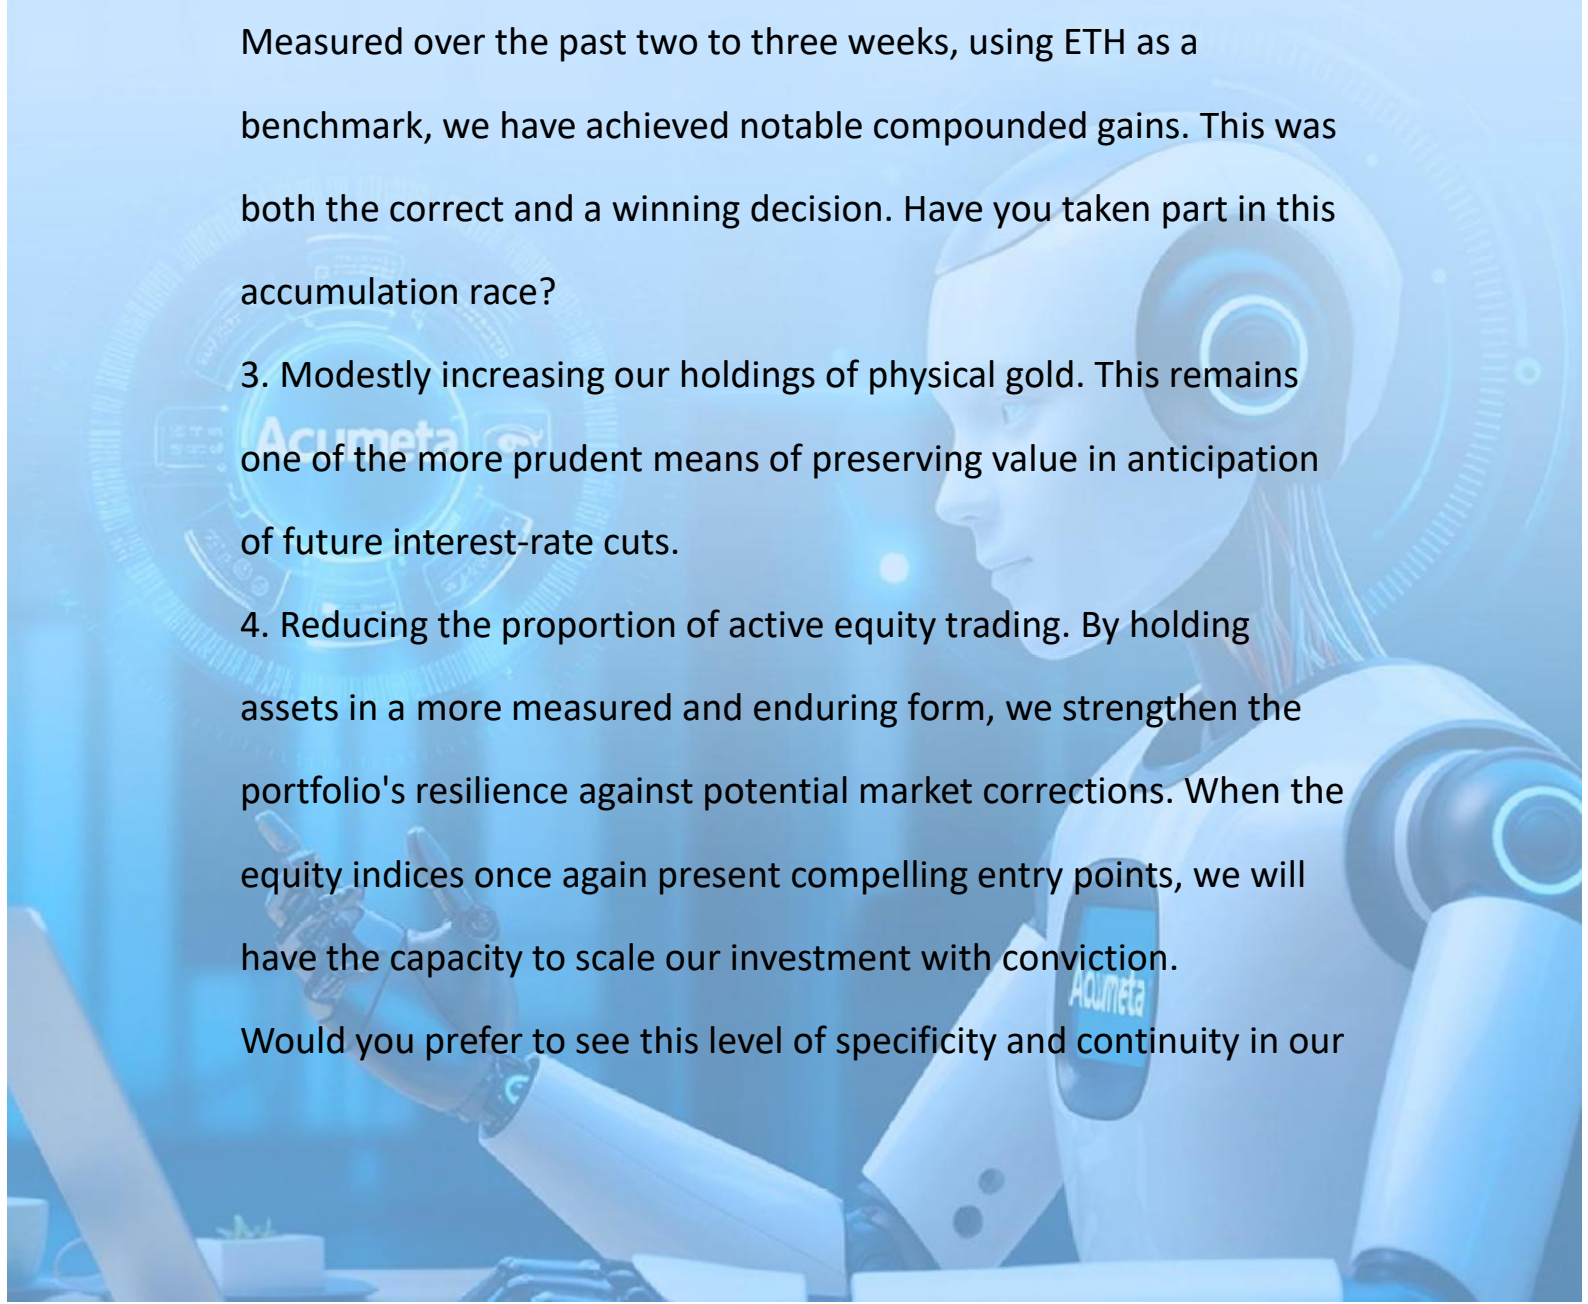 Measured over the past two to three weeks, using ETH as a
benchmark, we have achieved notable compounded gains. This was
both the correct and a winning decision. Have you taken part in this
accumulation race?
3. Modestly increasing our holdings of physical gold. This remains
Acumeta
one of the more prudent means of preserving value in anticipation
of future interest-rate cuts.
4. Reducing the proportion of active equity trading. By holding
assets in a more measured and enduring form, we strengthen the
portfolio's resilience against potential market corrections. When the
equity indices once again present compelling entry points, we will
have the capacity to scale our investment with conviction.
Acumeta
Would you prefer to see this level of specificity and continuity in our